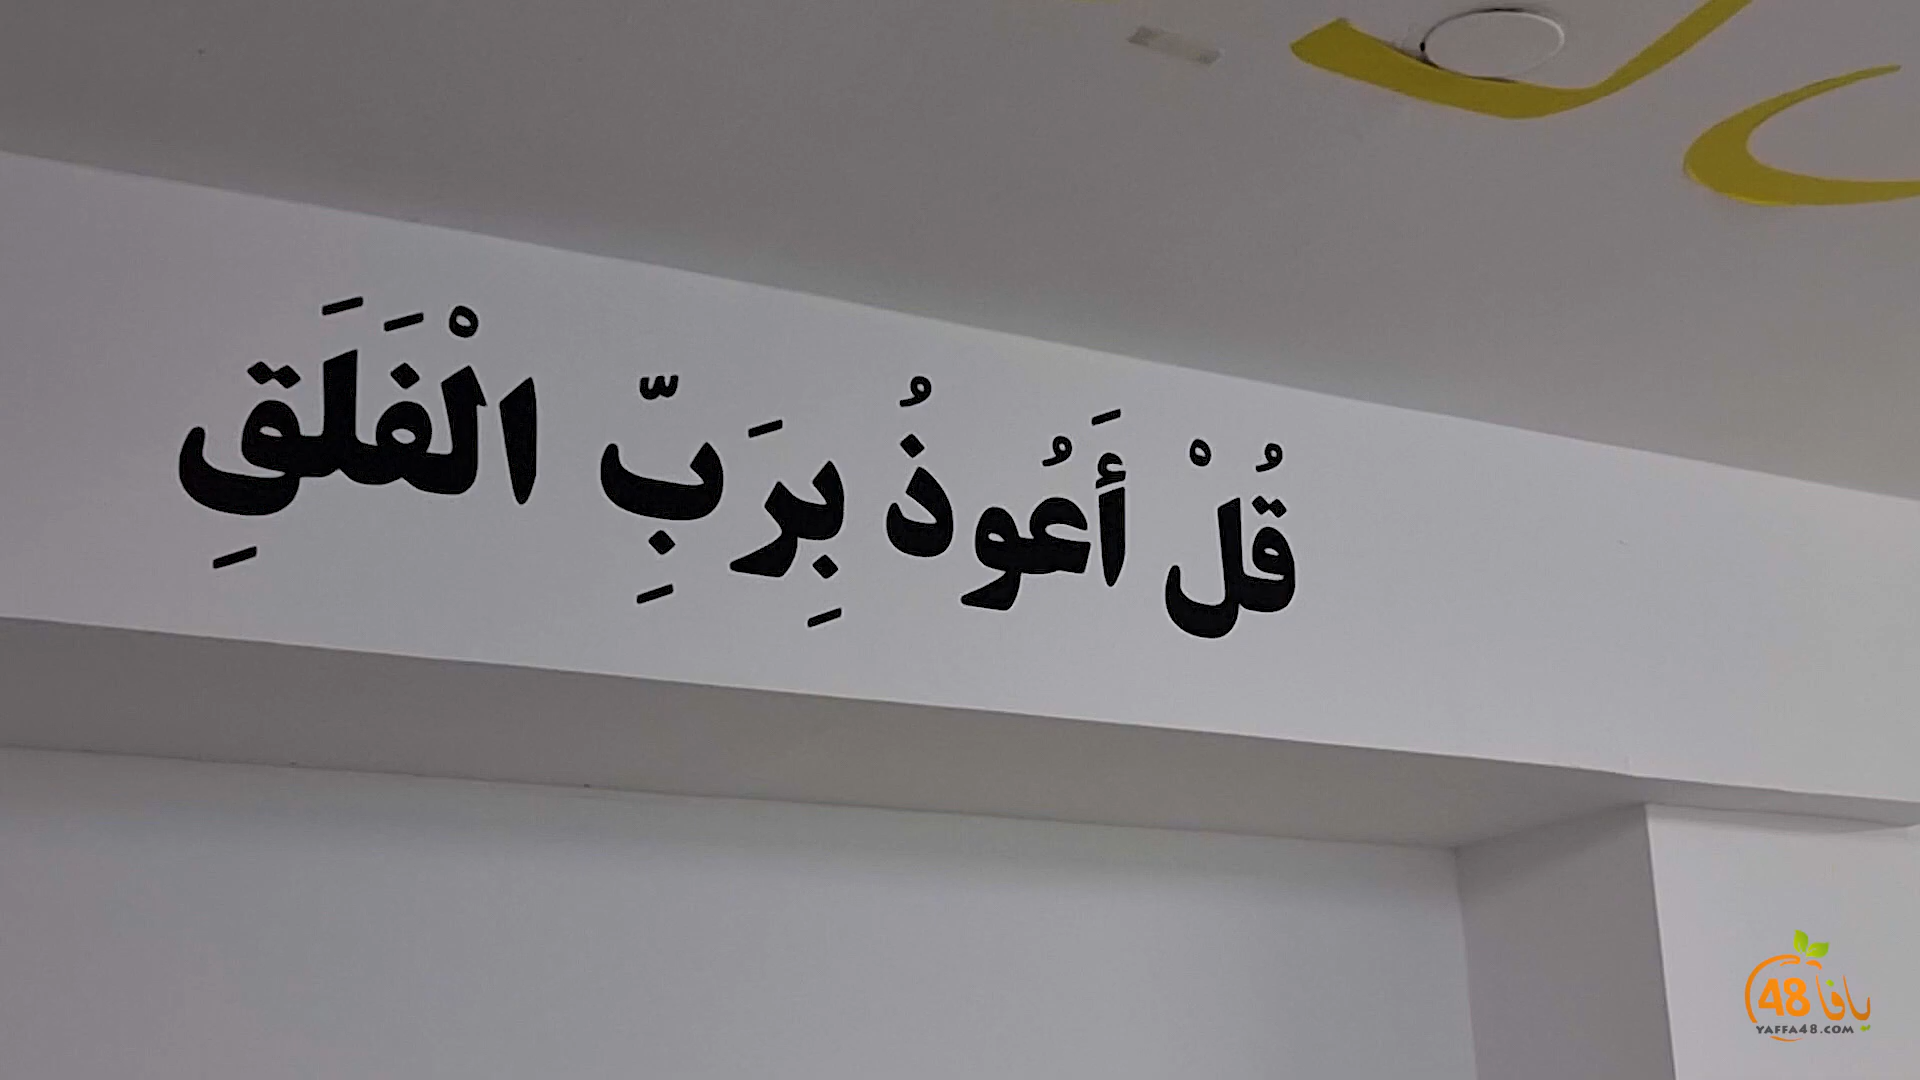 قُلْ أَعُوذُ بِرَبِّ الْفَلَقِ
يافا 48
YAFFA48.COM